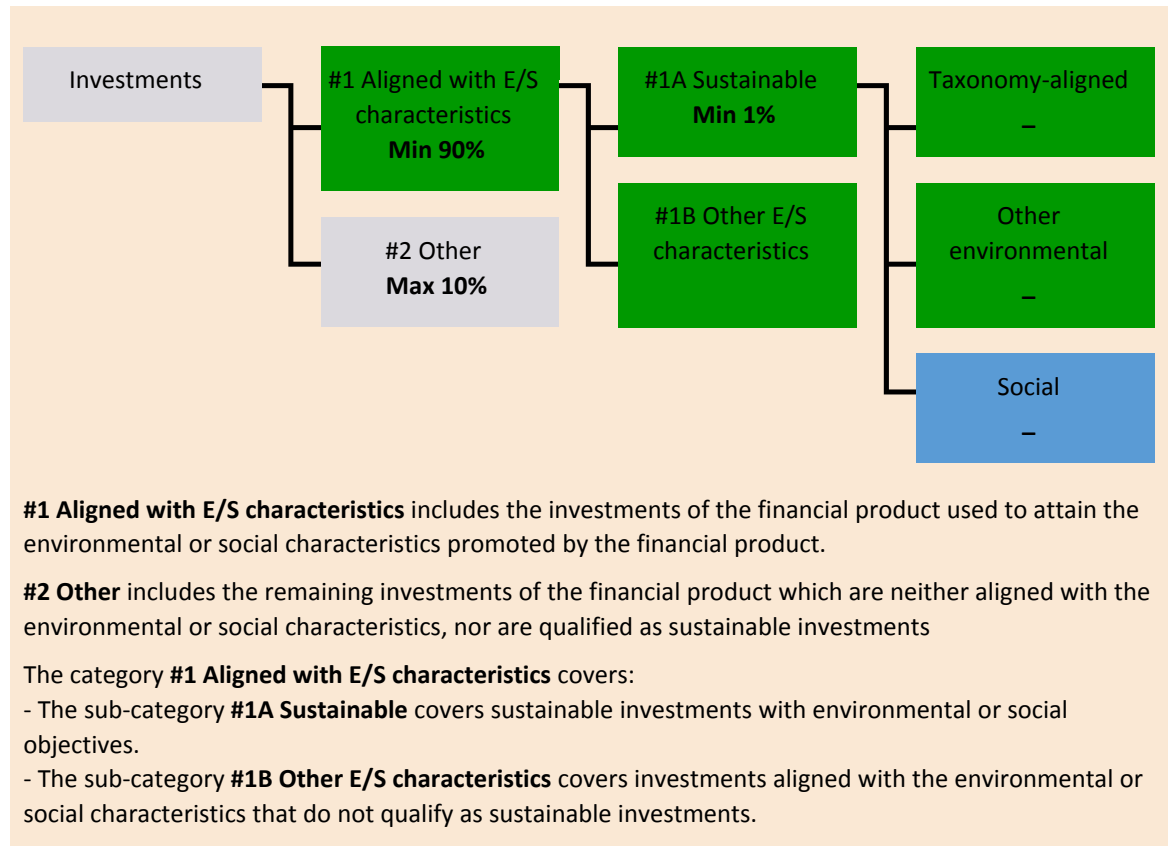 Investments
#1 Aligned with E/S
characteristics
Min 90%
#2 Other
Max 10%
#1A Sustainable
Min 1%
#1B Other E/S
characteristics
Taxonomy-aligned
–
Other
environmental
–
Social
–
#1 Aligned with E/S characteristics includes the investments of the financial product used to attain the
environmental or social characteristics promoted by the financial product.
#2 Other includes the remaining investments of the financial product which are neither aligned with the
environmental or social characteristics, nor are qualified as sustainable investments
The category #1 Aligned with E/S characteristics covers:
- The sub-category #1A Sustainable covers sustainable investments with environmental or social
objectives.
- The sub-category #1B Other E/S characteristics covers investments aligned with the environmental or
social characteristics that do not qualify as sustainable investments.